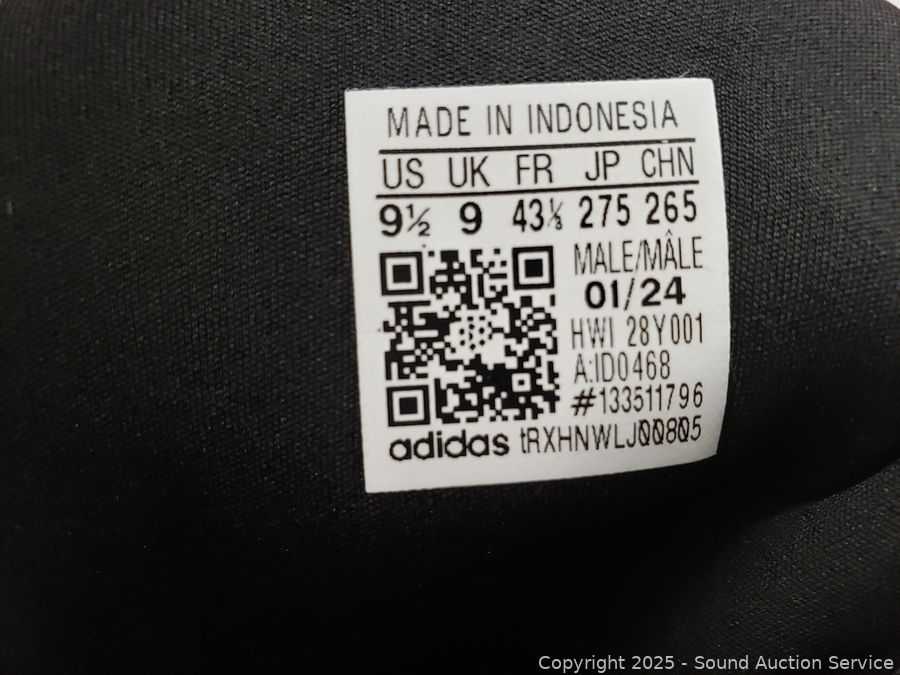 MADE IN INDONESIA
US UK FR JP CHN
9½ 9 43⅓ 275 265
MALE/MÂLE
01/24
HWI 28Y001
A:ID0468
#133511796
adidas tRXHNWLJ00805
Copyright 2025 - Sound Auction Service